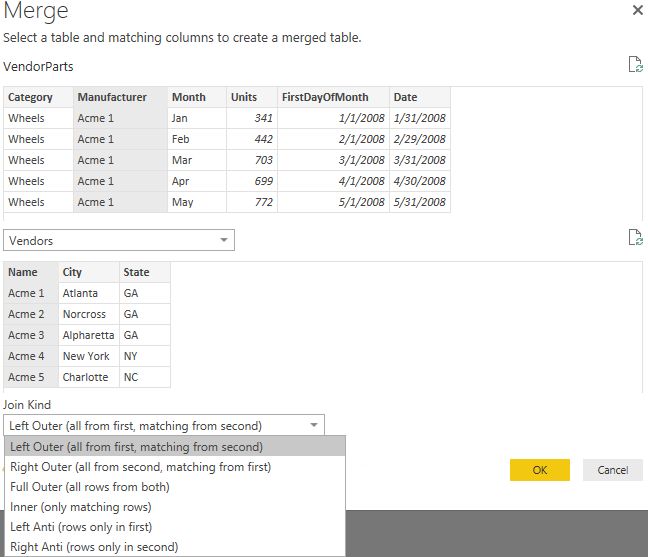 Merge
Select a table and matching columns to create a merged table.
VendorParts
Category Manufacturer Month Units FirstDayOfMonth Date
Wheels Acme 1 Jan 341 1/1/2008 1/31/2008
Wheels Acme 1 Feb 442 2/1/2008 2/29/2008
Wheels Acme 1 Mar 703 3/1/2008 3/31/2008
Wheels Acme 1 Apr 699 4/1/2008 4/30/2008
Wheels Acme 1 May 772 5/1/2008 5/31/2008
Vendors
Name City State
Acme 1 Atlanta GA
Acme 2 Norcross GA
Acme 3 Alpharetta GA
Acme 4 New York NY
Acme 5 Charlotte NC
Join Kind
Left Outer (all from first, matching from second)
Left Outer (all from first, matching from second)
Right Outer (all from second, matching from first)
Full Outer (all rows from both)
Inner (only matching rows)
Left Anti (rows only in first)
Right Anti (rows only in second)
OK Cancel